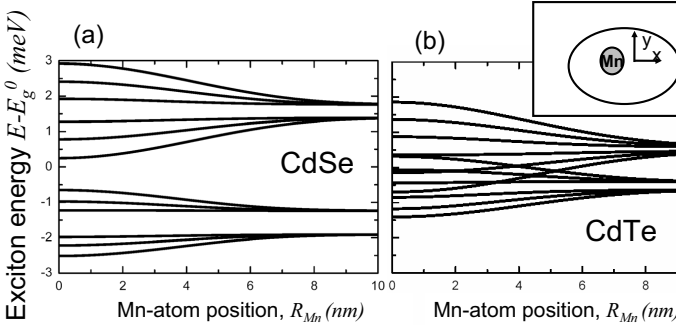 (a)
(b)
Mn
y
x
Exciton energy E-E_g^0 (meV)
3
2
1
0
-1
-2
-3
CdSe
CdTe
0 2 4 6 8 10
0 2 4 6 8
Mn-atom position, R_Mn (nm)
Mn-atom position, R_Mn (nm)